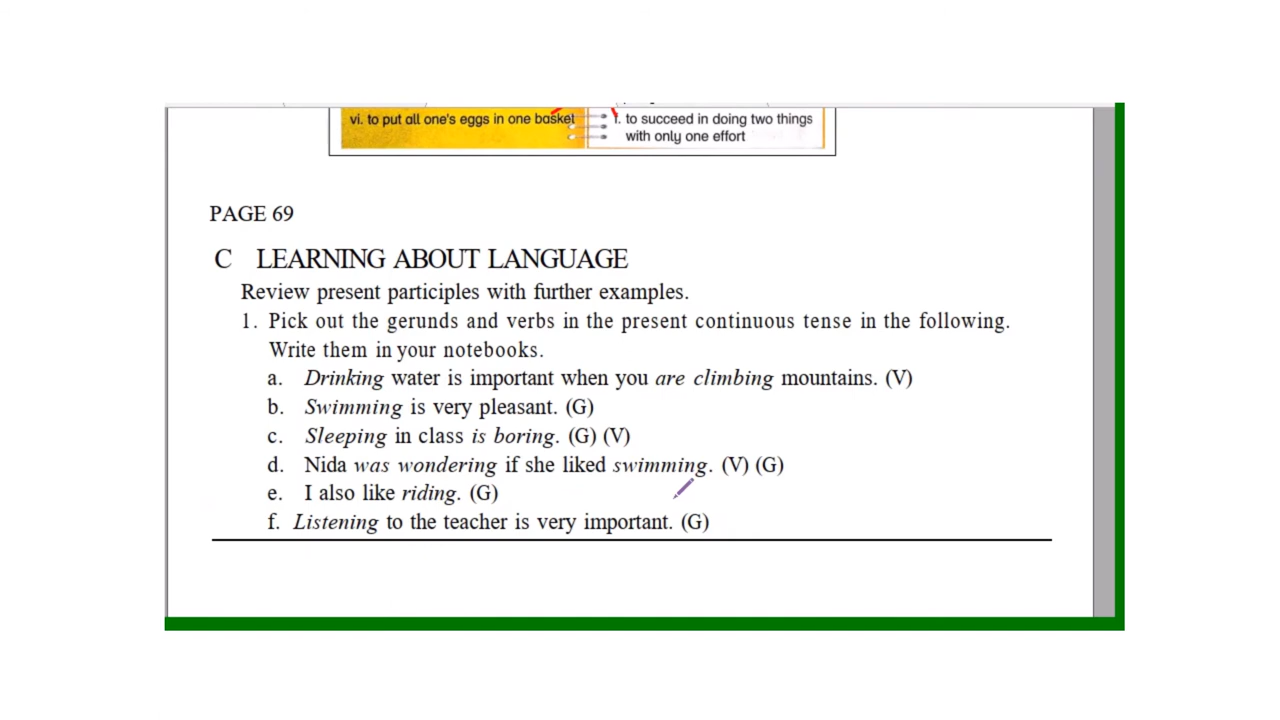 vi. to put all one's eggs in one basket
f. to succeed in doing two things
with only one effort
PAGE 69
C LEARNING ABOUT LANGUAGE
Review present participles with further examples.
1. Pick out the gerunds and verbs in the present continuous tense in the following.
Write them in your notebooks.
a. Drinking water is important when you are climbing mountains. (V)
b. Swimming is very pleasant. (G)
c. Sleeping in class is boring. (G) (V)
d. Nida was wondering if she liked swimming. (V) (G)
e. I also like riding. (G)
f. Listening to the teacher is very important. (G)